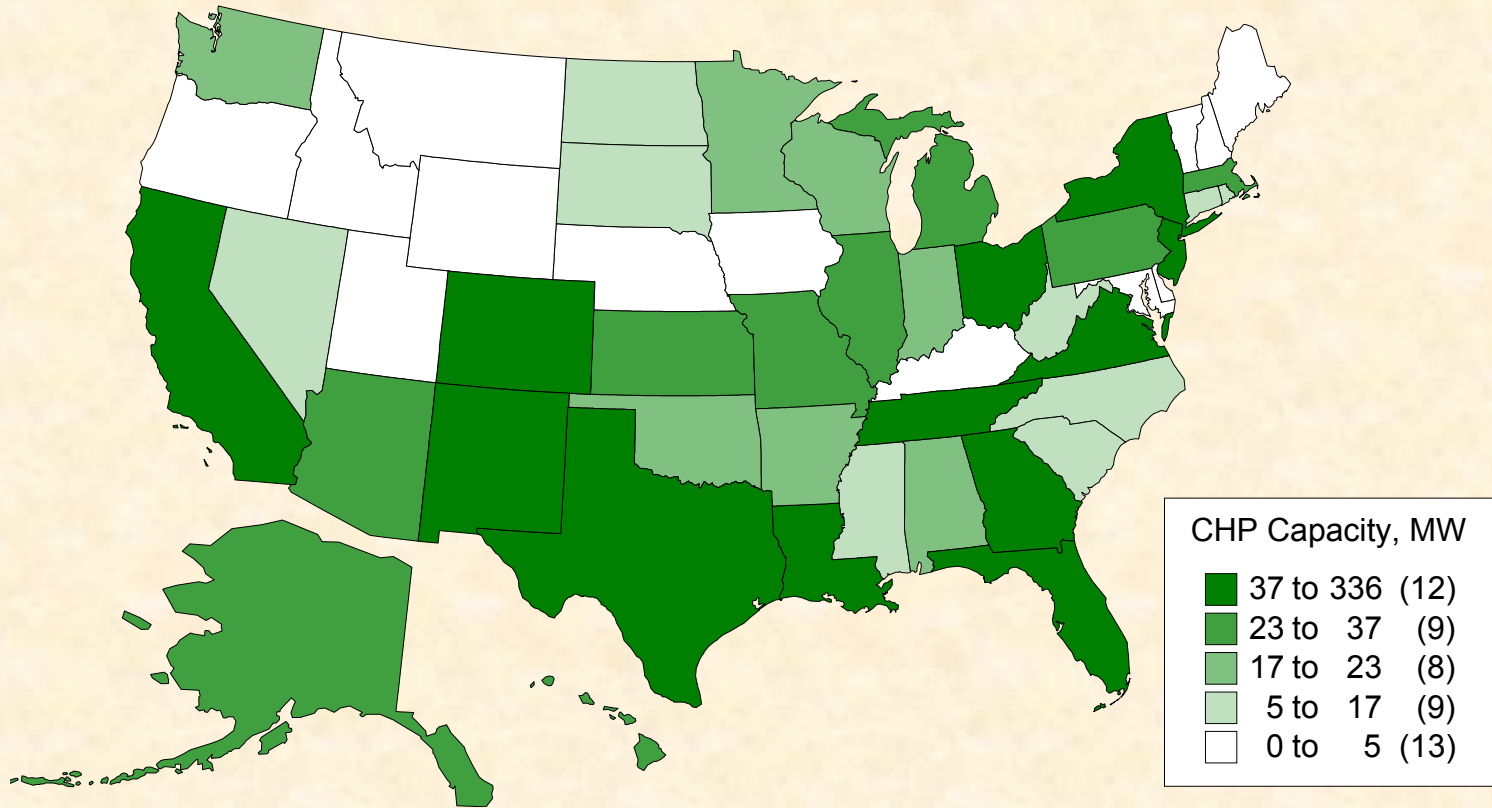 CHP Capacity, MW
37 to 336 (12)
23 to 37 (9)
17 to 23 (8)
5 to 17 (9)
0 to 5 (13)